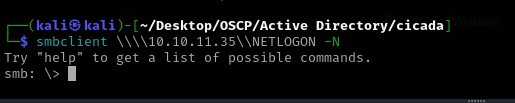 ┌──(kali㉿kali)-[~/Desktop/OSCP/Active Directory/cicada]
└─$ smbclient \\\\10.10.11.35\\NETLOGON -N
Try "help" to get a list of possible commands.
smb: \>